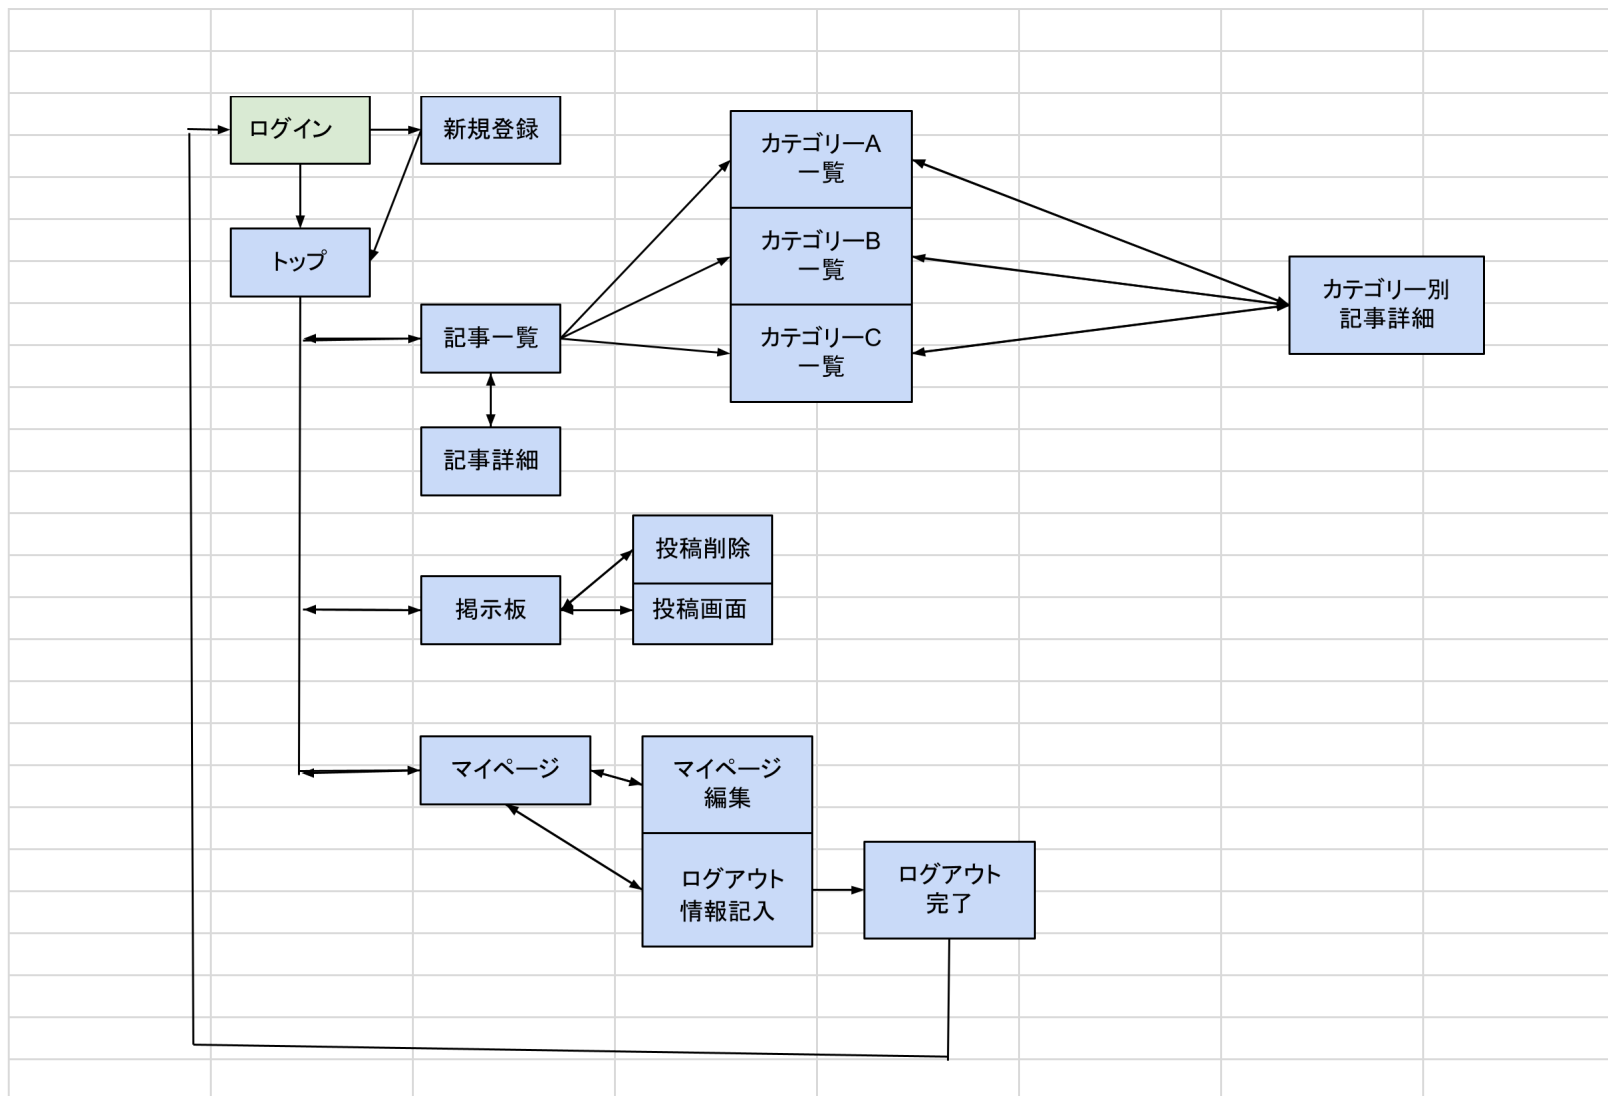 ログイン
新規登録
トップ
カテゴリーA
一覧
カテゴリーB
一覧
カテゴリーC
一覧
カテゴリー別
記事詳細
記事一覧
記事詳細
投稿削除
掲示板
投稿画面
マイページ
マイページ
編集
ログアウト
情報記入
ログアウト
完了